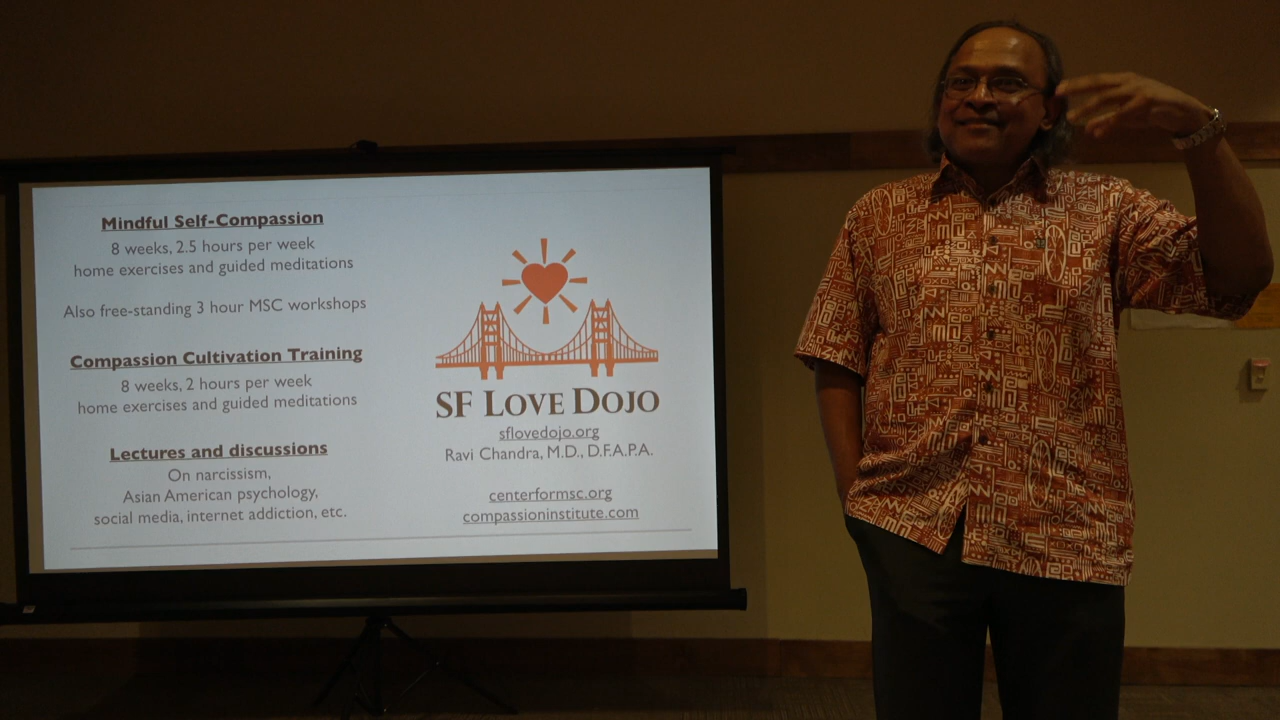 Mindful Self-Compassion
8 weeks, 2.5 hours per week
home exercises and guided meditations
Also free-standing 3 hour MSC workshops
Compassion Cultivation Training
8 weeks, 2 hours per week
home exercises and guided meditations
Lectures and discussions
On narcissism,
Asian American psychology,
social media, internet addiction, etc.
SF LOVE DOJO
sflovedojo.org
Ravi Chandra, M.D., D.F.A.P.A.
centerformsc.org
compassioninstitute.com